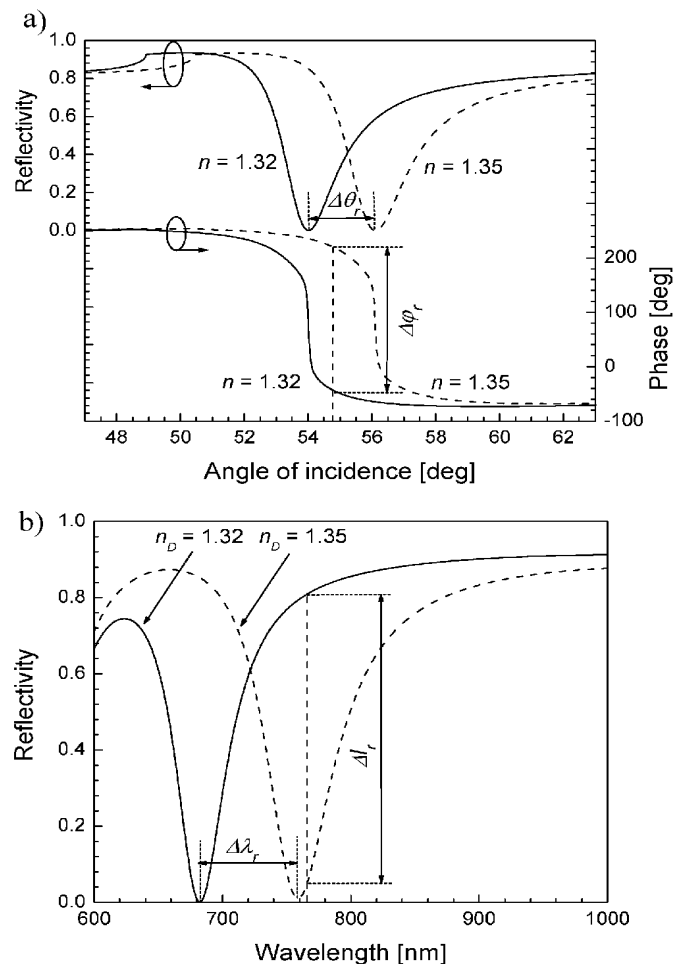 a)
1.0
0.8
0.6
0.4
0.2
0.0
Reflectivity
n = 1.32
Δθr
n = 1.35
200
100
0
-100
Phase [deg]
Δφr
n = 1.32
n = 1.35
48 50 52 54 56 58 60 62
Angle of incidence [deg]
b)
1.0
0.8
0.6
0.4
0.2
0.0
Reflectivity
nD = 1.32
nD = 1.35
ΔIr
Δλr
600 700 800 900 1000
Wavelength [nm]